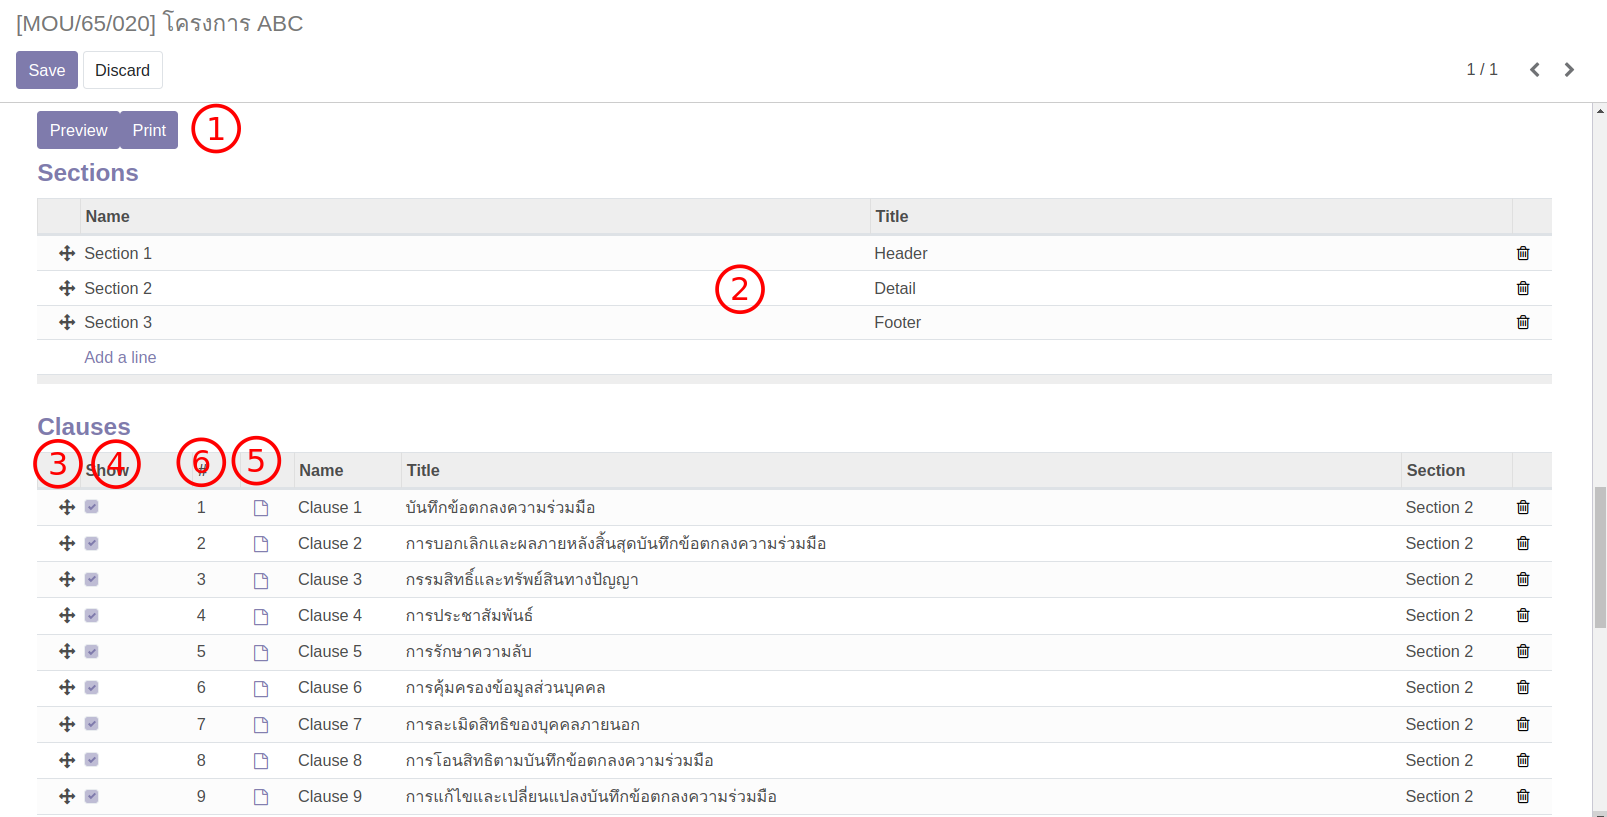 [MOU/65/020] โครงการ ABC
Save Discard 1 / 1
Preview Print 1
Sections
Name Title
Section 1 Header
Section 2 Detail
2
Section 3 Footer
Add a line
Clauses
3 Show 4 6 # 5 Name Title Section
1 Clause 1 บันทึกข้อตกลงความร่วมมือ Section 2
2 Clause 2 การบอกเลิกและผลภายหลังสิ้นสุดบันทึกข้อตกลงความร่วมมือ Section 2
3 Clause 3 กรรมสิทธิ์และทรัพย์สินทางปัญญา Section 2
4 Clause 4 การประชาสัมพันธ์ Section 2
5 Clause 5 การรักษาความลับ Section 2
6 Clause 6 การคุ้มครองข้อมูลส่วนบุคคล Section 2
7 Clause 7 การละเมิดสิทธิของบุคคลภายนอก Section 2
8 Clause 8 การโอนสิทธิตามบันทึกข้อตกลงความร่วมมือ Section 2
9 Clause 9 การแก้ไขและเปลี่ยนแปลงบันทึกข้อตกลงความร่วมมือ Section 2